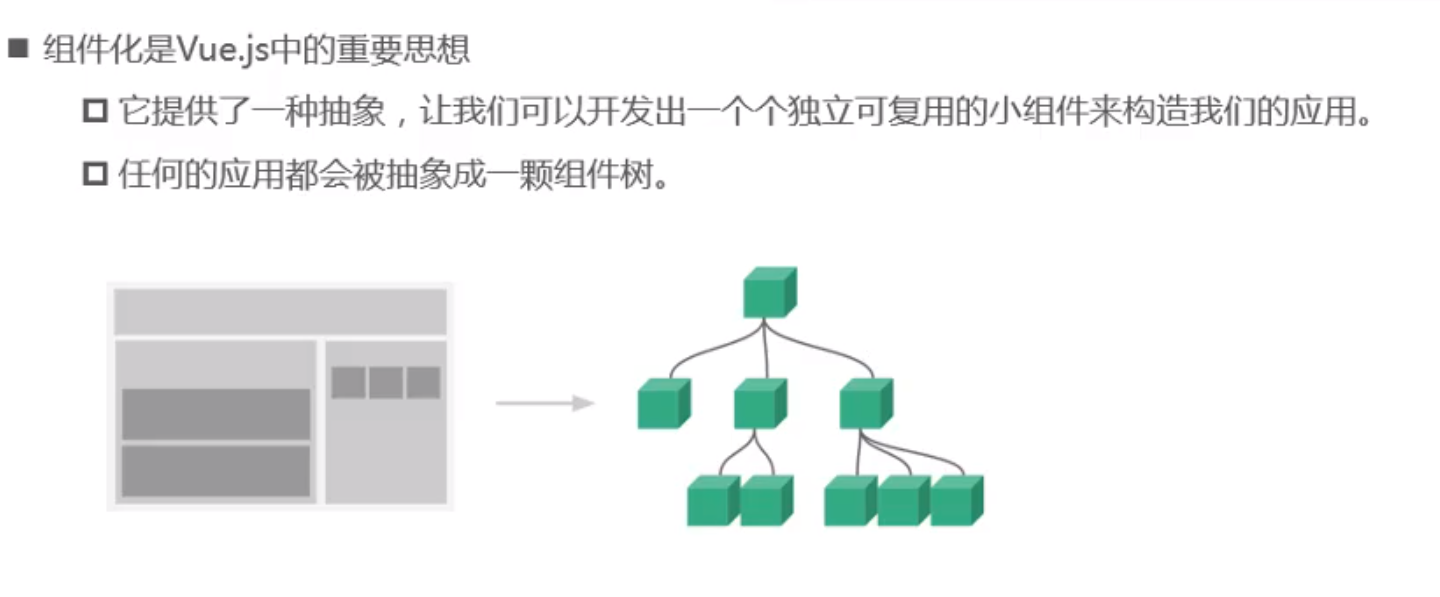 组件化是Vue.js中的重要思想
它提供了一种抽象，让我们可以开发出一个个独立可复用的小组件来构造我们的应用。
任何的应用都会被抽象成一颗组件树。